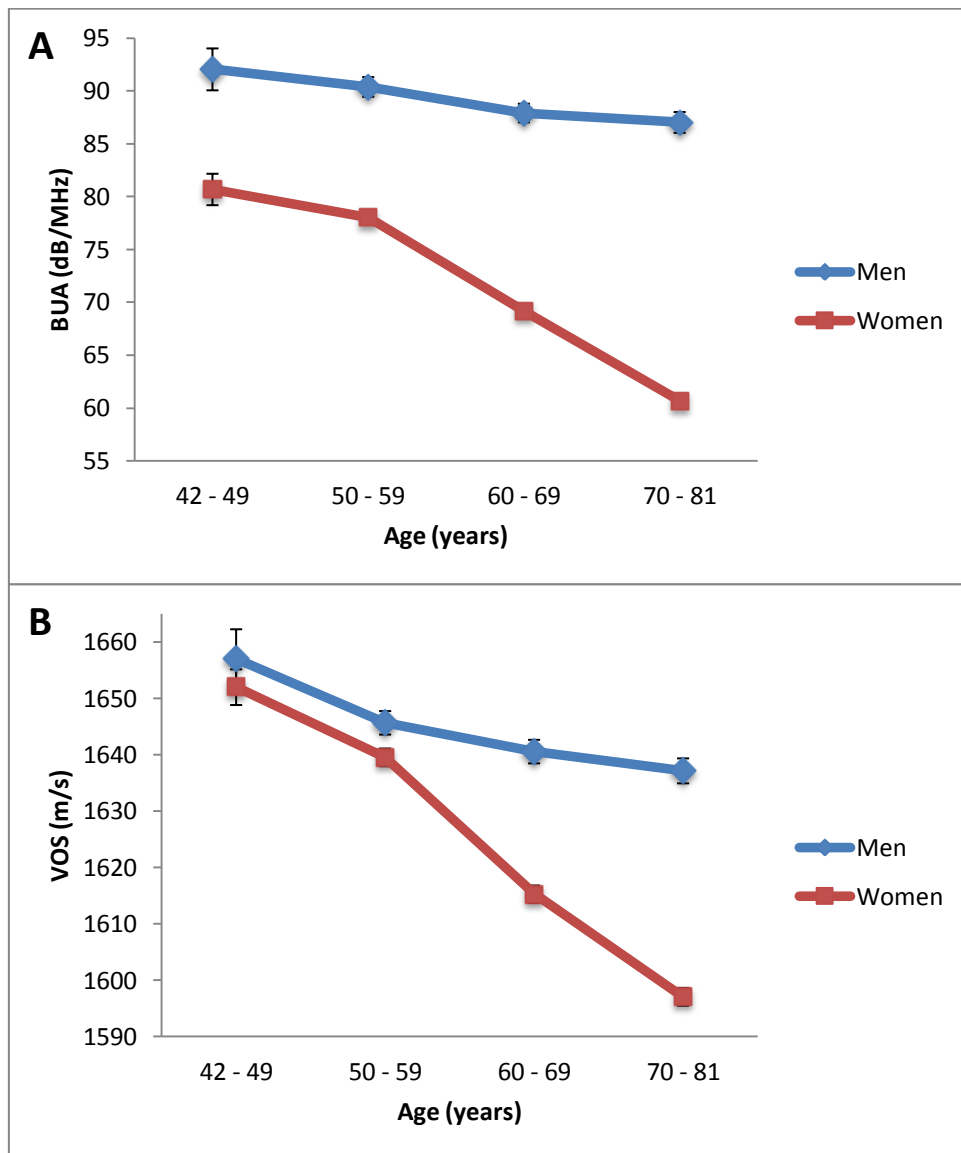 A
95
90
85
80
75
70
65
60
55
BUA (dB/MHz)
42 - 49 50 - 59 60 - 69 70 - 81
Age (years)
Men
Women
B
1660
1650
1640
1630
1620
1610
1600
1590
VOS (m/s)
42 - 49 50 - 59 60 - 69 70 - 81
Age (years)
Men
Women